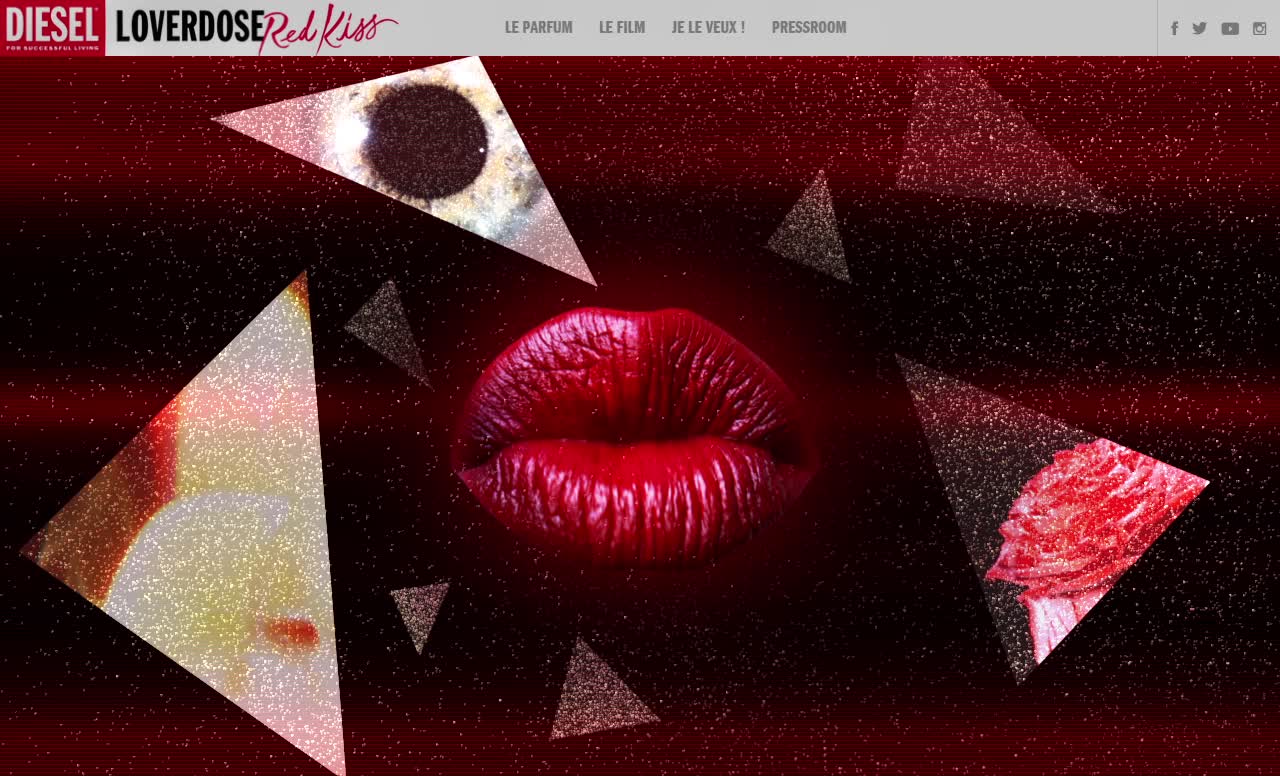 DIESEL
FOR SUCCESSFUL LIVING
LOVERDOSE Red Kiss
LE PARFUM
LE FILM
JE LE VEUX !
PRESSROOM